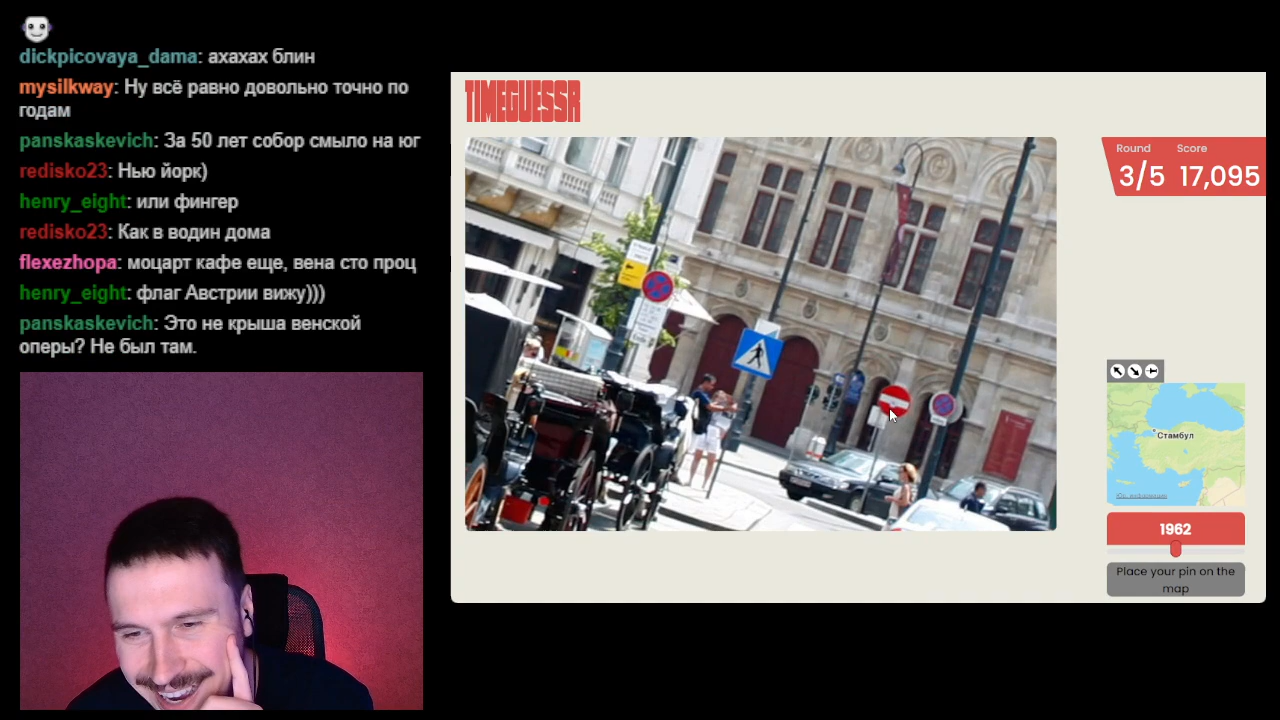 dickpicovaya_dama: ахахах блин
mysilkway: Ну всё равно довольно точно по
годам
panskaskevich: За 50 лет собор смыло на юг
redisko23: Нью йорк)
henry_eight: или фингер
redisko23: Как в водин дома
flexezhopa: моцарт кафе еще, вена сто проц
henry_eight: флаг Австрии вижу)))
panskaskevich: Это не крыша венской
оперы? Не был там.
TIMEGUESSR
Round Score
3/5 17,095
Стамбул
1962
Place your pin on the
map